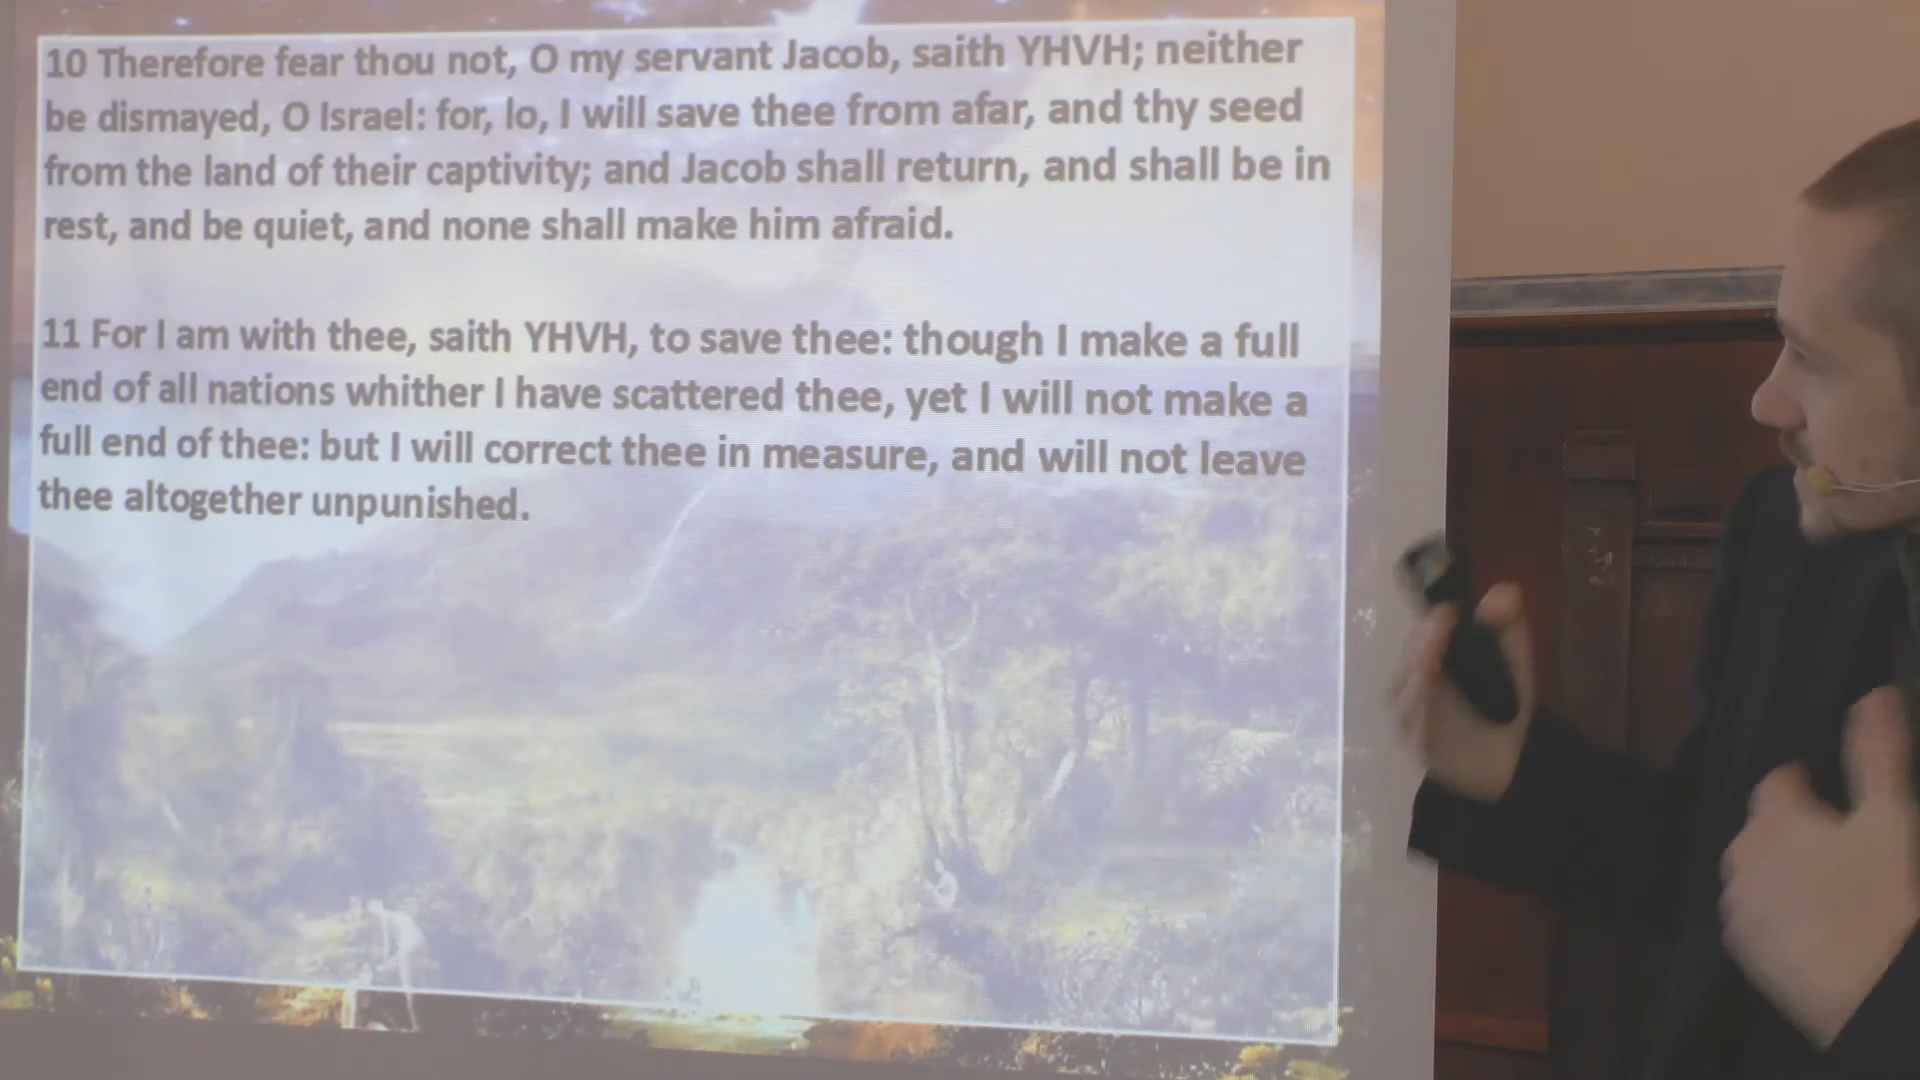 10 Therefore fear thou not, O my servant Jacob, saith YHVH; neither
be dismayed, O Israel: for, lo, I will save thee from afar, and thy seed
from the land of their captivity; and Jacob shall return, and shall be in
rest, and be quiet, and none shall make him afraid.
11 For I am with thee, saith YHVH, to save thee: though I make a full
end of all nations whither I have scattered thee, yet I will not make a
full end of thee: but I will correct thee in measure, and will not leave
thee altogether unpunished.